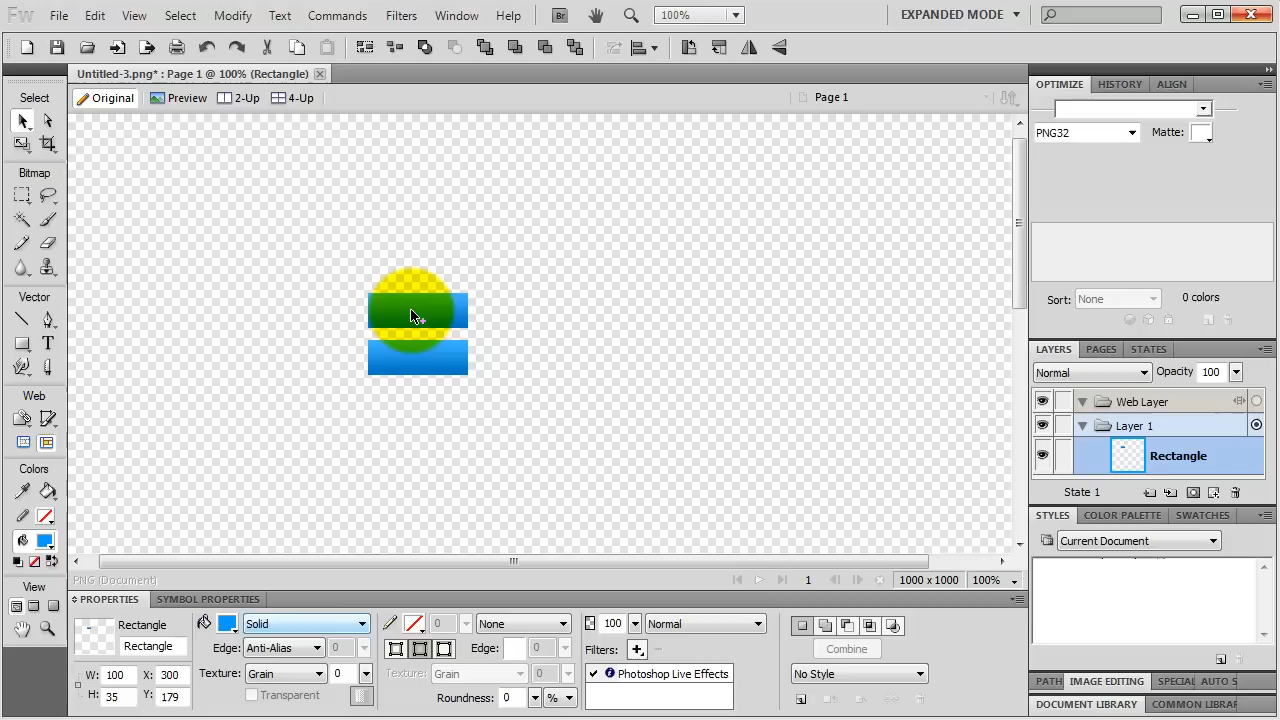 Fw File Edit View Select Modify Text Commands Filters Window Help Br 100% EXPANDED MODE
Untitled-3.png* : Page 1 @ 100% (Rectangle)
Original Preview 2-Up 4-Up Page 1
OPTIMIZE HISTORY ALIGN
PNG32 Matte:
Sort: None 0 colors
LAYERS PAGES STATES
Normal Opacity 100
Web Layer
Layer 1
Rectangle
State 1
STYLES COLOR PALETTE SWATCHES
Current Document
PATH IMAGE EDITING SPECIAL AUTO S
DOCUMENT LIBRARY COMMON LIBRAR
Select
Bitmap
Vector
T
Web
Colors
View
PNG (Document) 1 1000 x 1000 100%
PROPERTIES SYMBOL PROPERTIES
Rectangle
Rectangle
W: 100 X: 300
H: 35 Y: 179
Solid
Edge: Anti-Alias 0
Texture: Grain 0
Transparent
0 None
Edge: 0
Texture: Grain 0
Roundness: 0 %
100 Normal
Filters:
Photoshop Live Effects
Combine
No Style